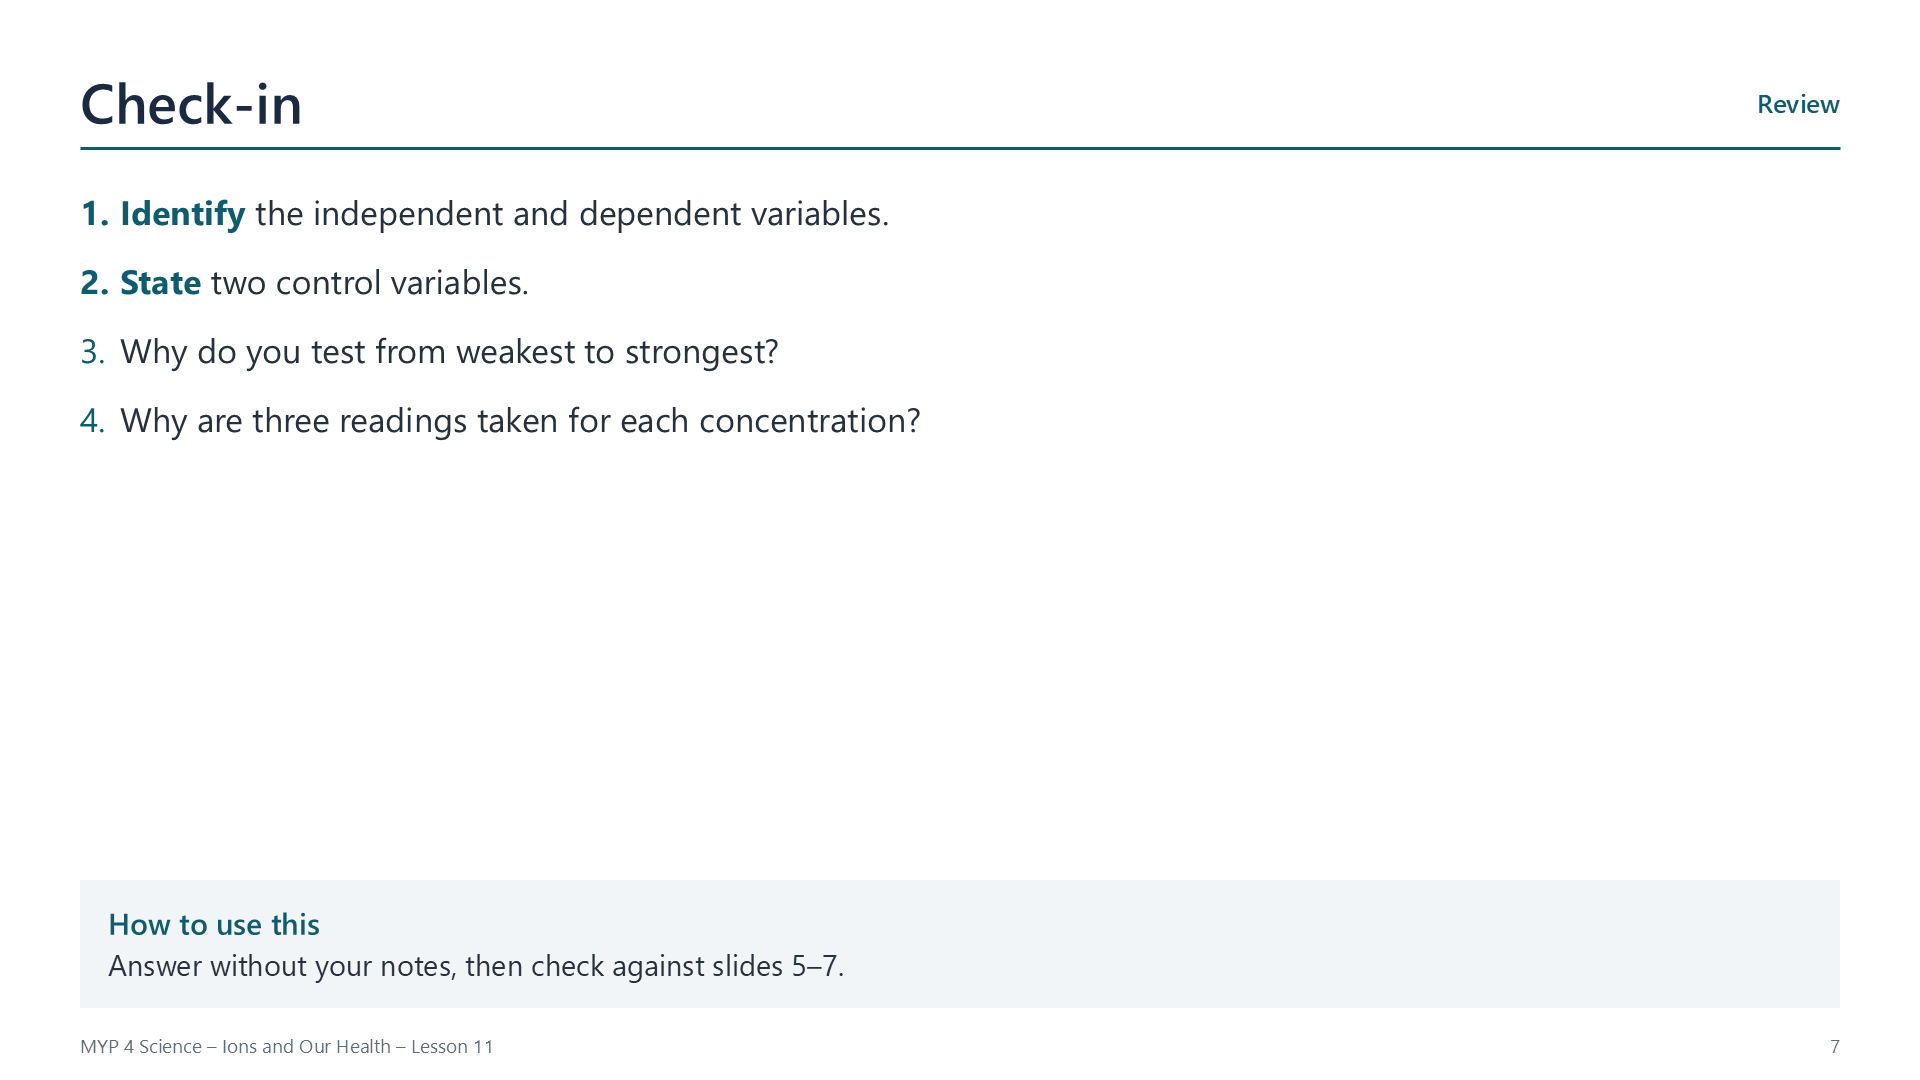 Check-in
Review
1. Identify the independent and dependent variables.
2. State two control variables.
3. Why do you test from weakest to strongest?
4. Why are three readings taken for each concentration?
How to use this
Answer without your notes, then check against slides 5–7.
MYP 4 Science – Ions and Our Health – Lesson 11
7